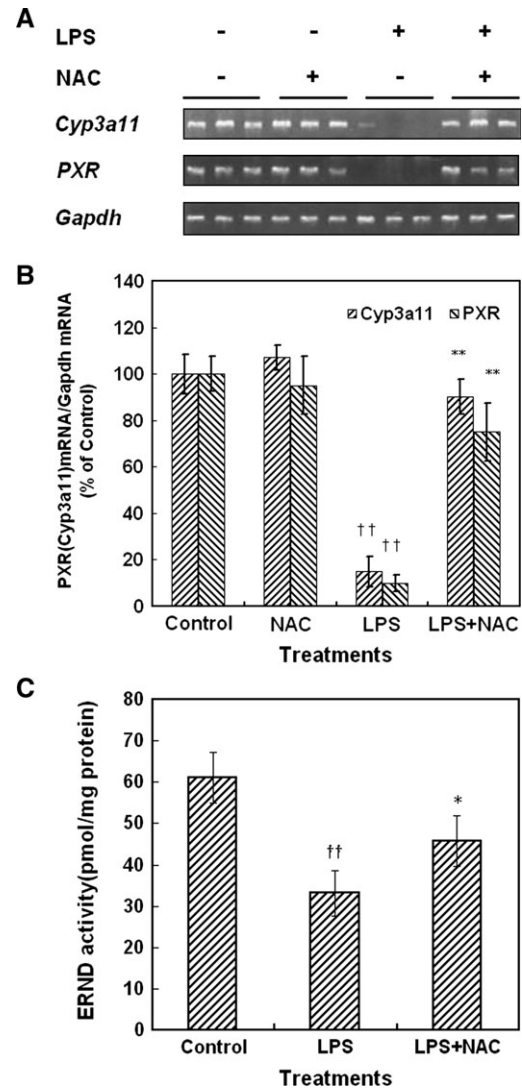 A
LPS - - + +
NAC - + - +
Cyp3a11
PXR
Gapdh
B
PXR(Cyp3a11)mRNA/Gapdh mRNA
(% of Control)
140
120
100
80
60
40
20
0
Cyp3a11 PXR
†† †† ** **
Control NAC LPS LPS+NAC
Treatments
C
ERND activity(pmol/mg protein)
80
70
60
50
40
30
20
10
0
†† *
Control LPS LPS+NAC
Treatments